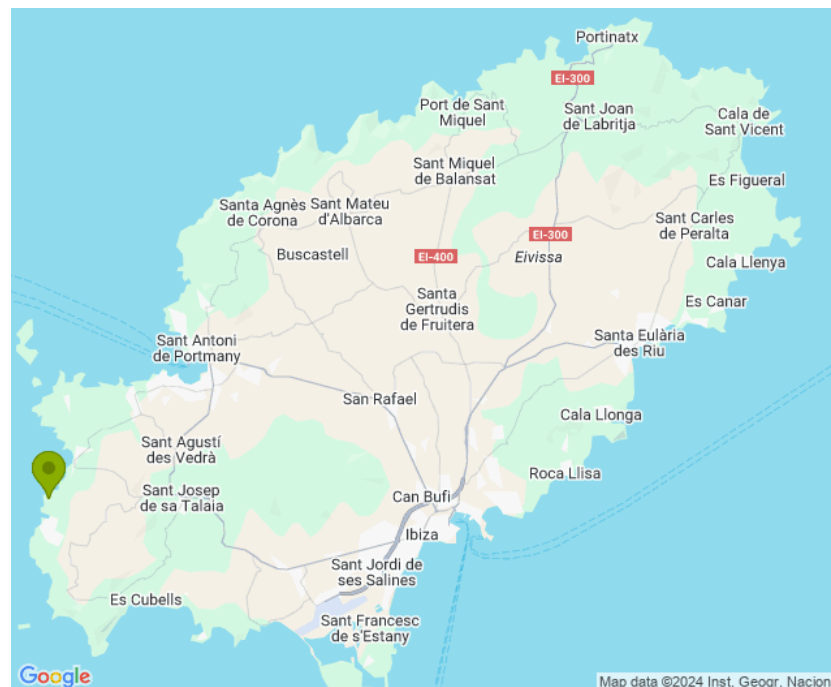 Portinatx
EI-300
Port de Sant
Miquel
Sant Joan
de Labritja
Cala de
Sant Vicent
Sant Miquel
de Balansat
Es Figueral
Santa Agnès
de Corona
Sant Mateu
d'Albarca
Sant Carles
de Peralta
EI-300
Buscastell
EI-400
Eivissa
Cala Llenya
Santa
Gertrudis
de Fruitera
Es Canar
Sant Antoni
de Portmany
Santa Eulària
des Riu
San Rafael
Cala Llonga
Sant Agustí
des Vedrà
Roca Llisa
Sant Josep
de sa Talaia
Can Bufi
Ibiza
Sant Jordi de
ses Salines
Es Cubells
Sant Francesc
de s'Estany
Google
Map data ©2024 Inst. Geogr. Nacion